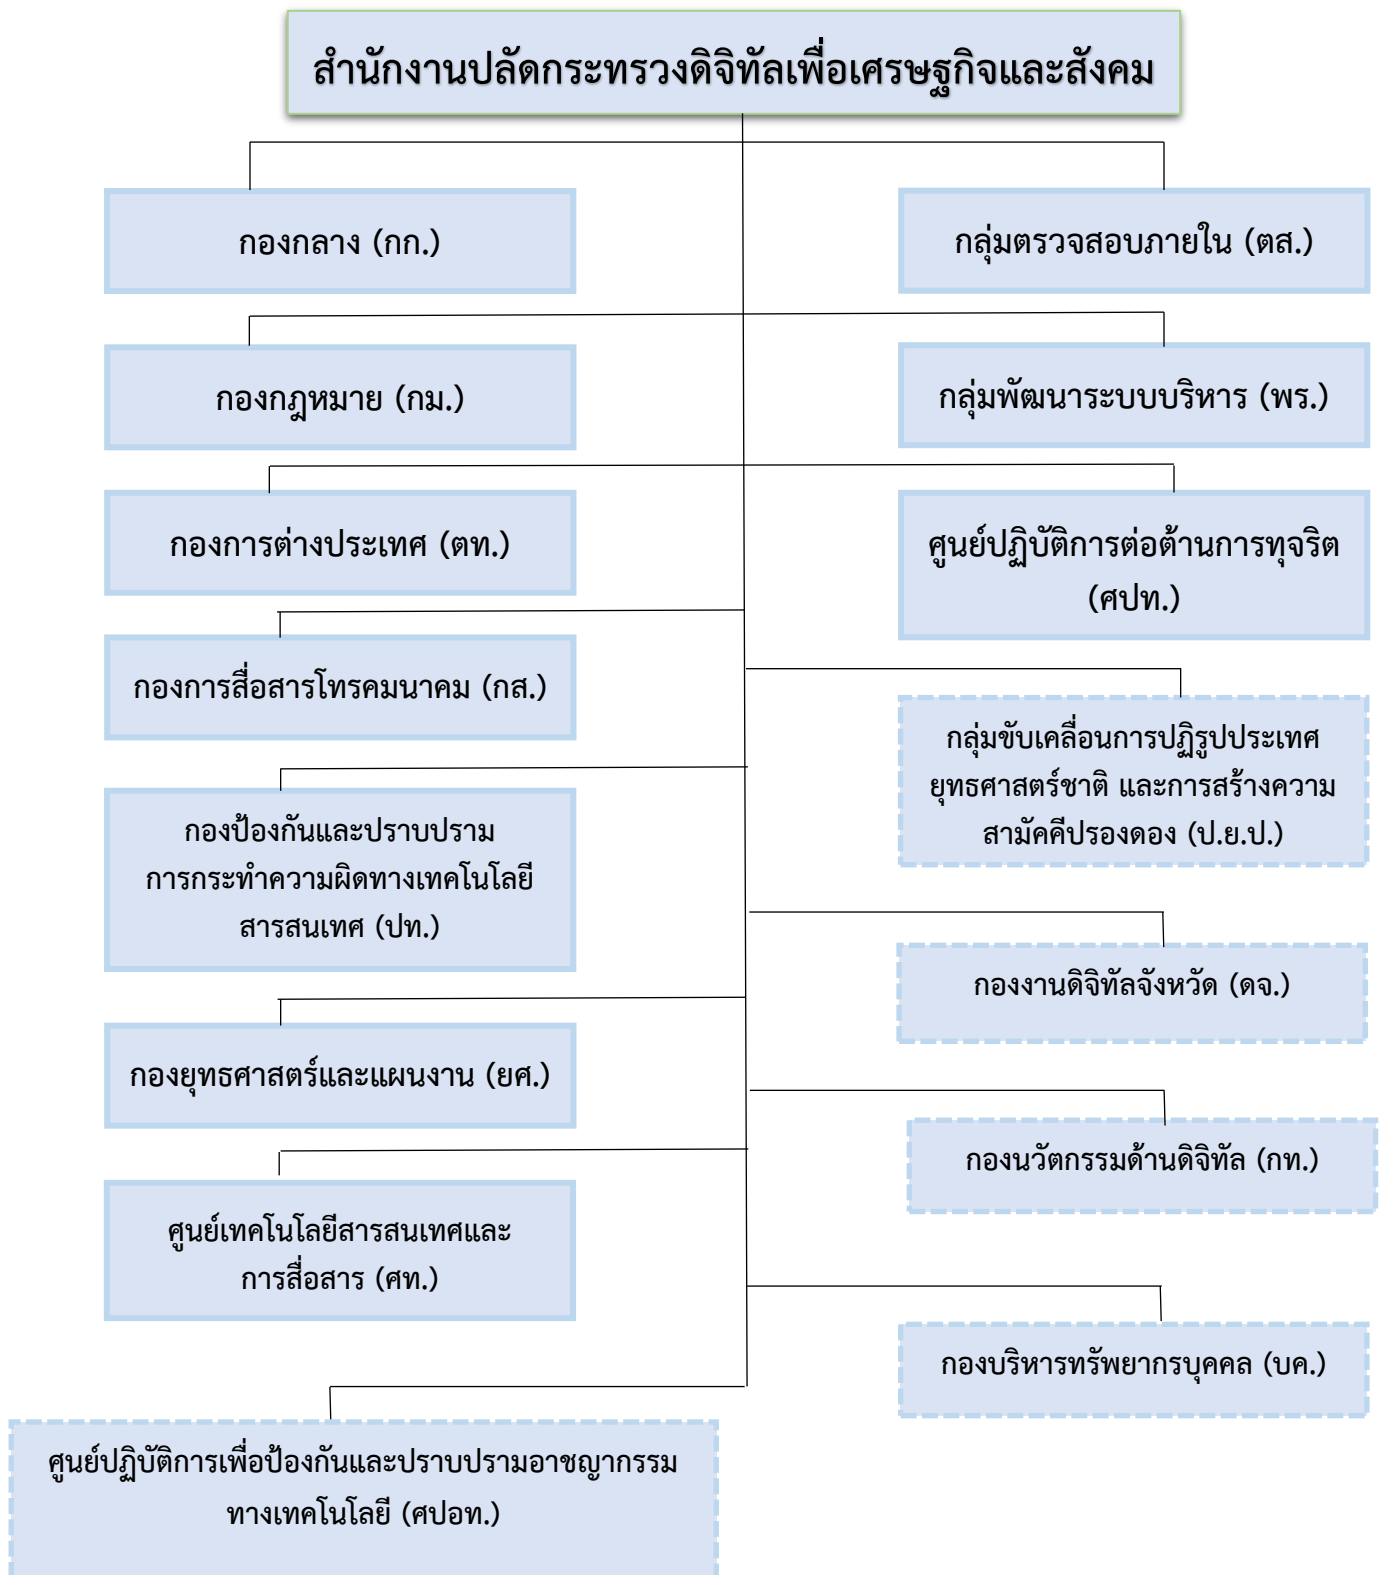 สำนักงานปลัดกระทรวงดิจิทัลเพื่อเศรษฐกิจและสังคม
กองกลาง (กก.)
กลุ่มตรวจสอบภายใน (ตส.)
กองกฎหมาย (กม.)
กลุ่มพัฒนาระบบบริหาร (พร.)
กองการต่างประเทศ (ตท.)
ศูนย์ปฏิบัติการต่อต้านการทุจริต
(ศปท.)
กองการสื่อสารโทรคมนาคม (กส.)
กลุ่มขับเคลื่อนการปฏิรูปประเทศ
ยุทธศาสตร์ชาติ และการสร้างความ
สามัคคีปรองดอง (ป.ย.ป.)
กองป้องกันและปราบปราม
การกระทำความผิดทางเทคโนโลยี
สารสนเทศ (ปท.)
กองงานดิจิทัลจังหวัด (ดจ.)
กองยุทธศาสตร์และแผนงาน (ยศ.)
กองนวัตกรรมด้านดิจิทัล (กท.)
ศูนย์เทคโนโลยีสารสนเทศและ
การสื่อสาร (ศท.)
กองบริหารทรัพยากรบุคคล (บค.)
ศูนย์ปฏิบัติการเพื่อป้องกันและปราบปรามอาชญากรรม
ทางเทคโนโลยี (ศปอท.)